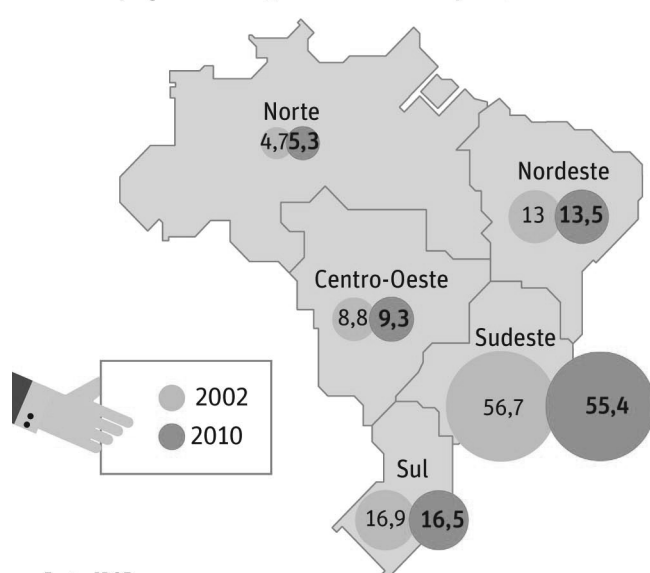 Norte
4,7 5,3
Nordeste
13 13,5
Centro-Oeste
8,8 9,3
Sudeste
56,7 55,4
2002
2010
Sul
16,9 16,5